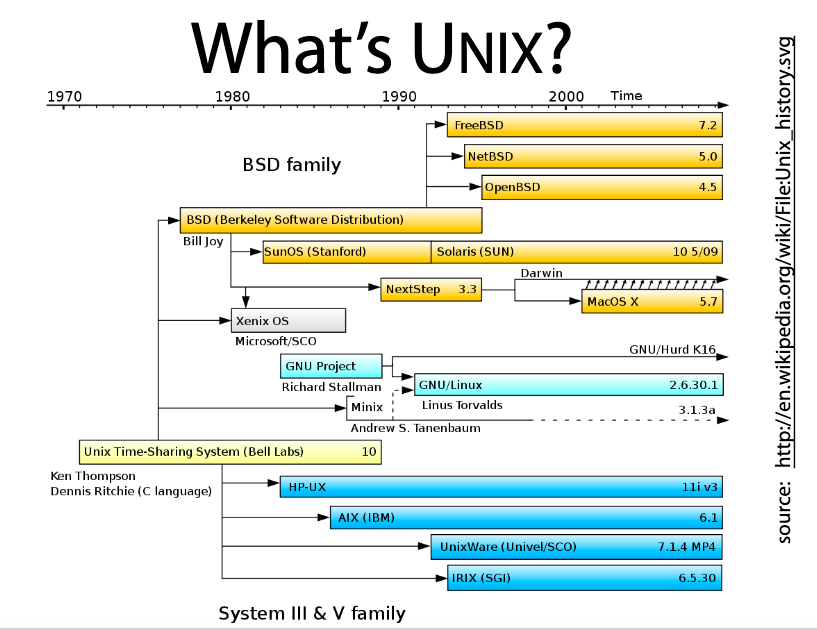 What's UNIX?
1970 1980 1990 2000 Time
FreeBSD 7.2
BSD family
NetBSD 5.0
OpenBSD 4.5
BSD (Berkeley Software Distribution)
Bill Joy
SunOS (Stanford) Solaris (SUN) 10 5/09
Darwin
NextStep 3.3
MacOS X 5.7
Xenix OS
Microsoft/SCO
GNU/Hurd K16
GNU Project
Richard Stallman
GNU/Linux 2.6.30.1
Linus Torvalds
Minix 3.1.3a
Andrew S. Tanenbaum
Unix Time-Sharing System (Bell Labs) 10
Ken Thompson
Dennis Ritchie (C language)
HP-UX 11i v3
AIX (IBM) 6.1
UnixWare (Univel/SCO) 7.1.4 MP4
IRIX (SGI) 6.5.30
System III & V family
source: http://en.wikipedia.org/wiki/File:Unix_history.svg